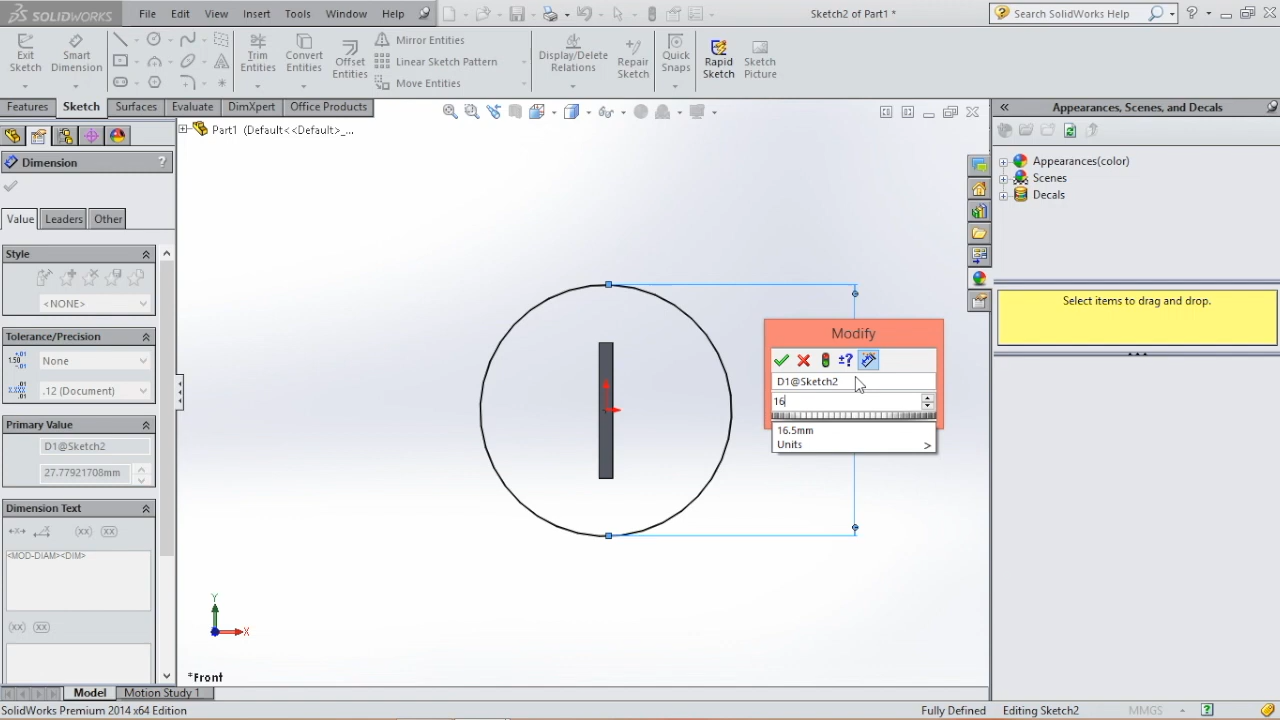 SOLIDWORKS
File Edit View Insert Tools Window Help
Sketch2 of Part1 *
Search SolidWorks Help
Exit Sketch
Smart Dimension
Trim Entities
Convert Entities
Offset Entities
Mirror Entities
Linear Sketch Pattern
Move Entities
Display/Delete Relations
Repair Sketch
Quick Snaps
Rapid Sketch
Sketch Picture
Features Sketch Surfaces Evaluate DimXpert Office Products
Part1 (Default<<Default>_...
Appearances, Scenes, and Decals
Dimension ?
Value Leaders Other
Style
<NONE>
Tolerance/Precision
None
.12 (Document)
Primary Value
D1@Sketch2
27.77921708mm
Dimension Text
(xx) (xx)
<MOD-DIAM><DIM>
(xx) (xx)
Modify
±?
D1@Sketch2
16
16.5mm
Units >
Y
X
*Front
Appearances(color)
Scenes
Decals
Select items to drag and drop.
Model Motion Study 1
SolidWorks Premium 2014 x64 Edition
Fully Defined Editing Sketch2 MMGS